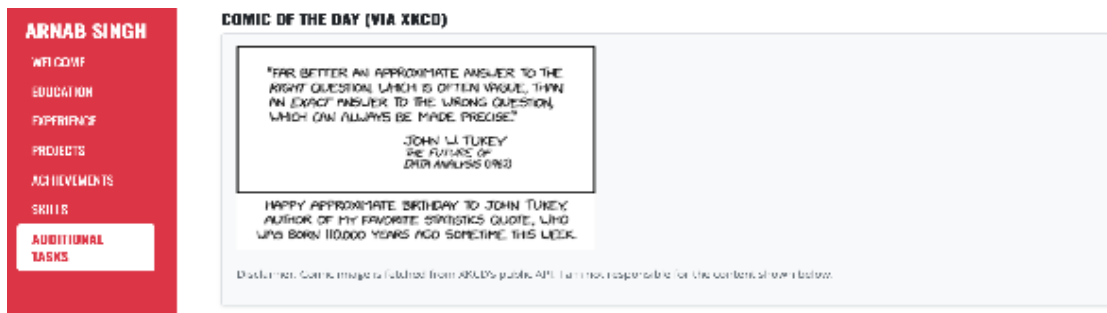 ARNAB SINGH
WELCOME
EDUCATION
EXPERIENCE
PROJECTS
ACHIEVEMENTS
SKILLS
ADDITIONAL
TASKS
COMIC OF THE DAY (VIA XKCD)
"FAR BETTER AN APPROXIMATE ANSWER TO THE
RIGHT QUESTION, WHICH IS OFTEN VAGUE, THAN
AN EXACT ANSWER TO THE WRONG QUESTION,
WHICH CAN ALWAYS BE MADE PRECISE."
JOHN W. TUKEY
THE FUTURE OF
DATA ANALYSIS (1962)
HAPPY APPROXIMATE BIRTHDAY TO JOHN TUKEY,
AUTHOR OF MY FAVORITE STATISTICS QUOTE, WHO
WAS BORN 110,000 YEARS AGO SOMETIME THIS WEEK.
Disclaimer: Comic image is fetched from XKCD's public API. I am not responsible for the content shown below.